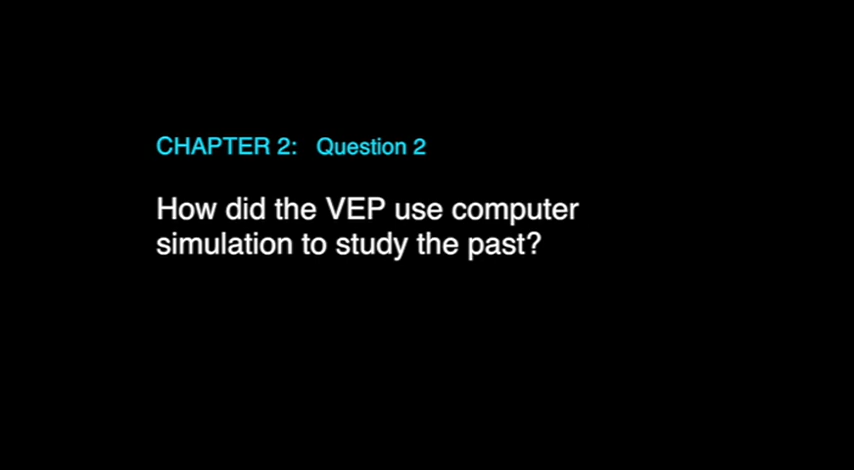 CHAPTER 2: Question 2
How did the VEP use computer
simulation to study the past?